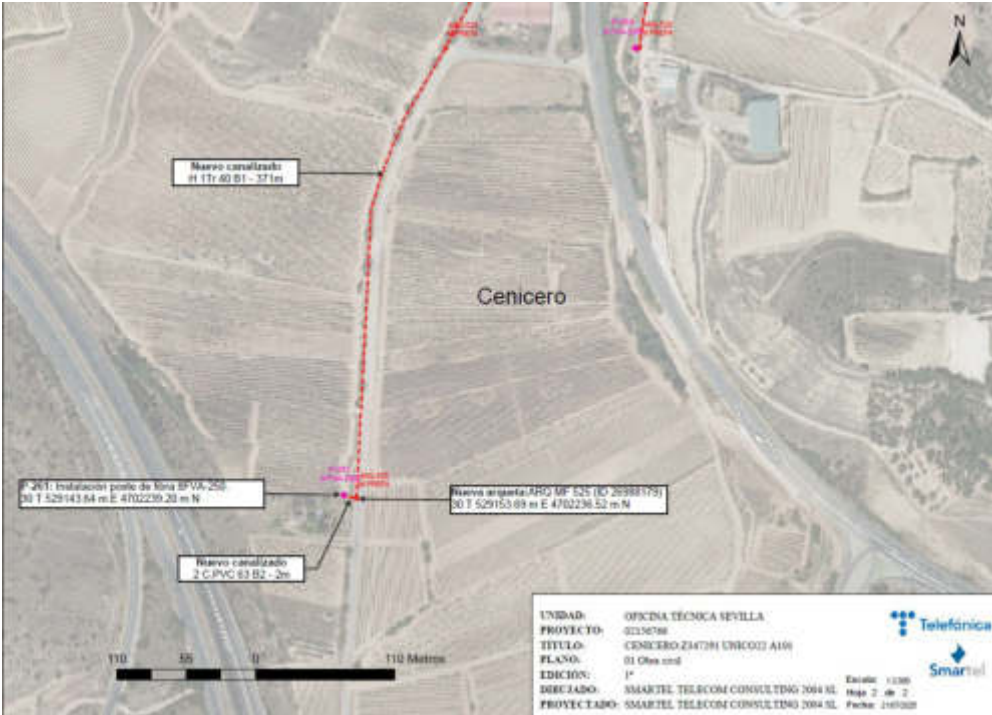 N
Nuevo canalizado
H 1Tr 40 B1 - 371m
Cenicero
P-261: Instalación poste de fibra 8FVA-250
30 T 529143.64 m E 4702239.20 m N
Nueva arqueta:ARQ MF 525 (ID 26988179)
30 T 529153.69 m E 4702236.52 m N
Nuevo canalizado
2 C.PVC 63 B2 - 2m
110 55 0 110 Metros
UNIDAD: OFICINA TÉCNICA SEVILLA
PROYECTO:
TÍTULO: CENICERO
PLANO: 01 Obra civil
EDICIÓN: 1ª
DIBUJADO: SMARTEL TELECOM CONSULTING 2004 SL
PROYECTADO: SMARTEL TELECOM CONSULTING 2004 SL
Telefónica
Smartel
Escala:
Hoja 2 de 2
Fecha: